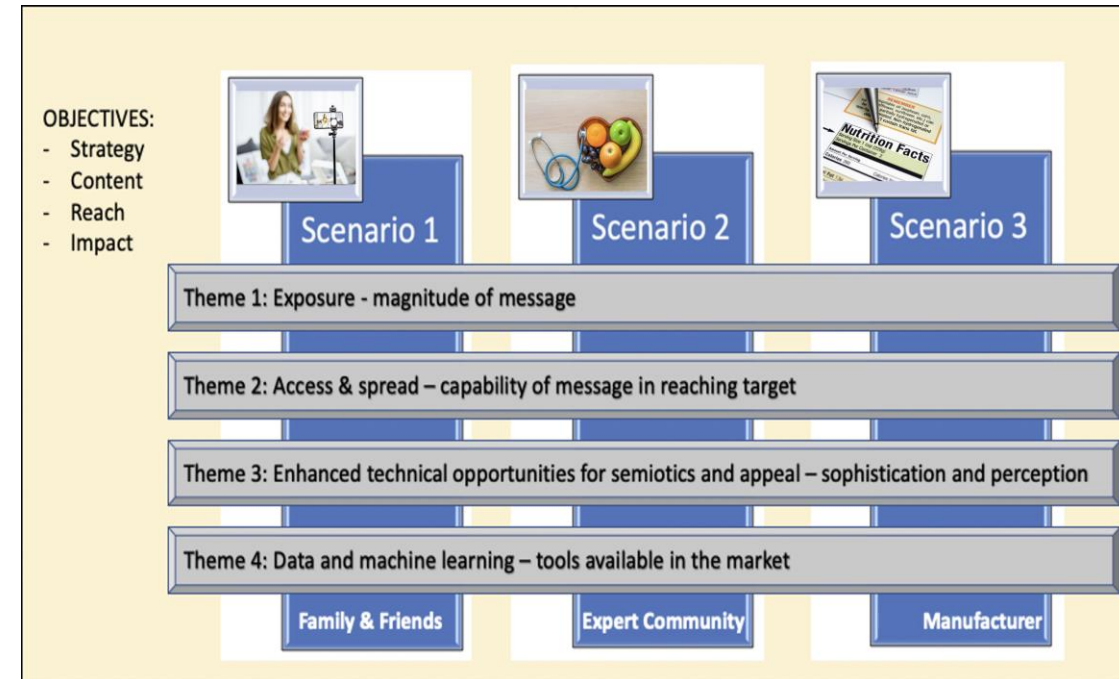 OBJECTIVES:
- Strategy
- Content
- Reach
- Impact
Nutrition Facts
Scenario 1
Scenario 2
Scenario 3
Theme 1: Exposure - magnitude of message
Theme 2: Access & spread – capability of message in reaching target
Theme 3: Enhanced technical opportunities for semiotics and appeal – sophistication and perception
Theme 4: Data and machine learning – tools available in the market
Family & Friends
Expert Community
Manufacturer